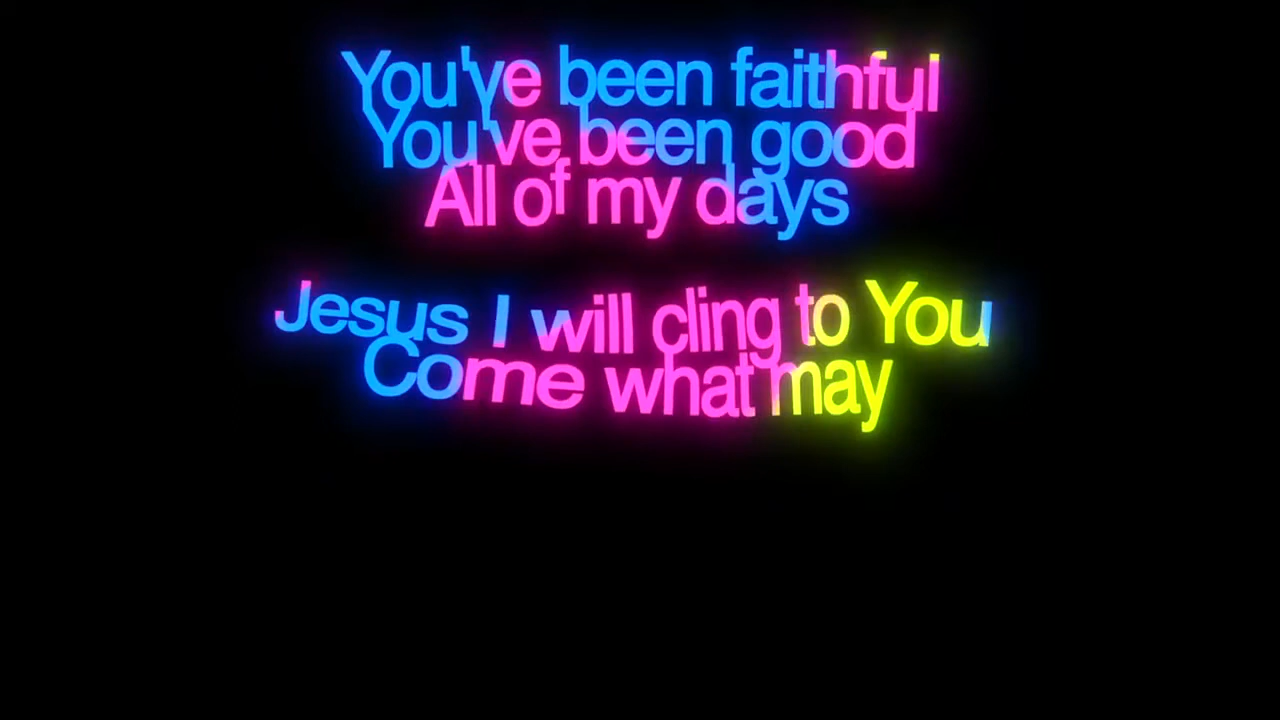 You've been faithful
You've been good
All of my days
Jesus I will cling to You
Come what may